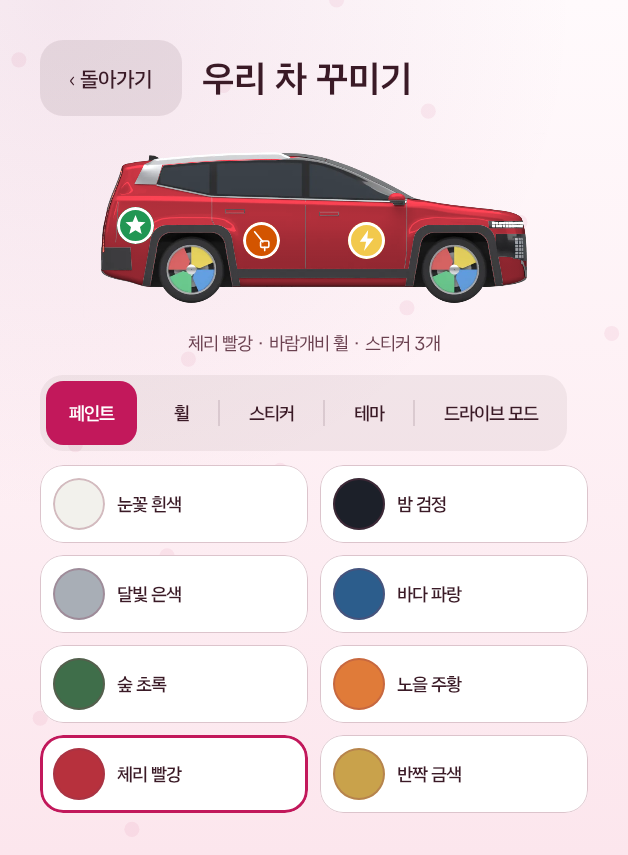 ‹ 돌아가기
우리 차 꾸미기
체리 빨강 · 바람개비 휠 · 스티커 3개
페인트
휠
스티커
테마
드라이브 모드
눈꽃 흰색
밤 검정
달빛 은색
바다 파랑
숲 초록
노을 주황
체리 빨강
반짝 금색